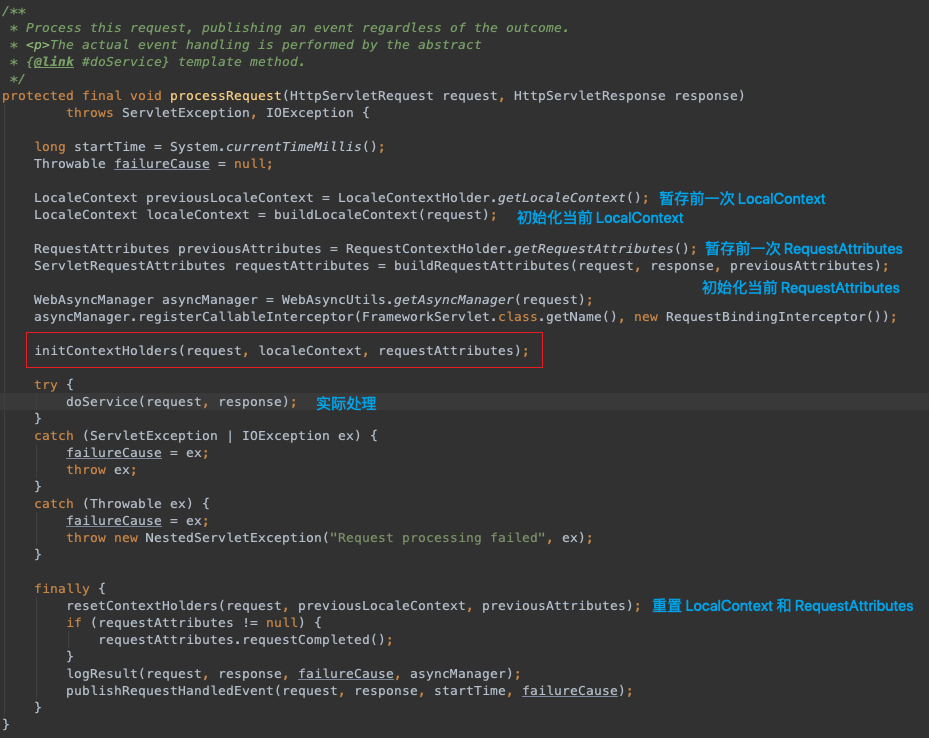 /**
 * Process this request, publishing an event regardless of the outcome.
 * <p>The actual event handling is performed by the abstract
 * {@link #doService} template method.
 */
protected final void processRequest(HttpServletRequest request, HttpServletResponse response)
        throws ServletException, IOException {
    long startTime = System.currentTimeMillis();
    Throwable failureCause = null;
    LocaleContext previousLocaleContext = LocaleContextHolder.getLocaleContext(); 暂存前一次 LocalContext
    LocaleContext localeContext = buildLocaleContext(request); 初始化当前 LocalContext
    RequestAttributes previousAttributes = RequestContextHolder.getRequestAttributes(); 暂存前一次 RequestAttributes
    ServletRequestAttributes requestAttributes = buildRequestAttributes(request, response, previousAttributes);
初始化当前 RequestAttributes
    WebAsyncManager asyncManager = WebAsyncUtils.getAsyncManager(request);
    asyncManager.registerCallableInterceptor(FrameworkServlet.class.getName(), new RequestBindingInterceptor());
    initContextHolders(request, localeContext, requestAttributes);
    try {
        doService(request, response); 实际处理
    }
    catch (ServletException | IOException ex) {
        failureCause = ex;
        throw ex;
    }
    catch (Throwable ex) {
        failureCause = ex;
        throw new NestedServletException("Request processing failed", ex);
    }
    finally {
        resetContextHolders(request, previousLocaleContext, previousAttributes); 重置 LocalContext 和 RequestAttributes
        if (requestAttributes != null) {
            requestAttributes.requestCompleted();
        }
        logResult(request, response, failureCause, asyncManager);
        publishRequestHandledEvent(request, response, startTime, failureCause);
    }
}